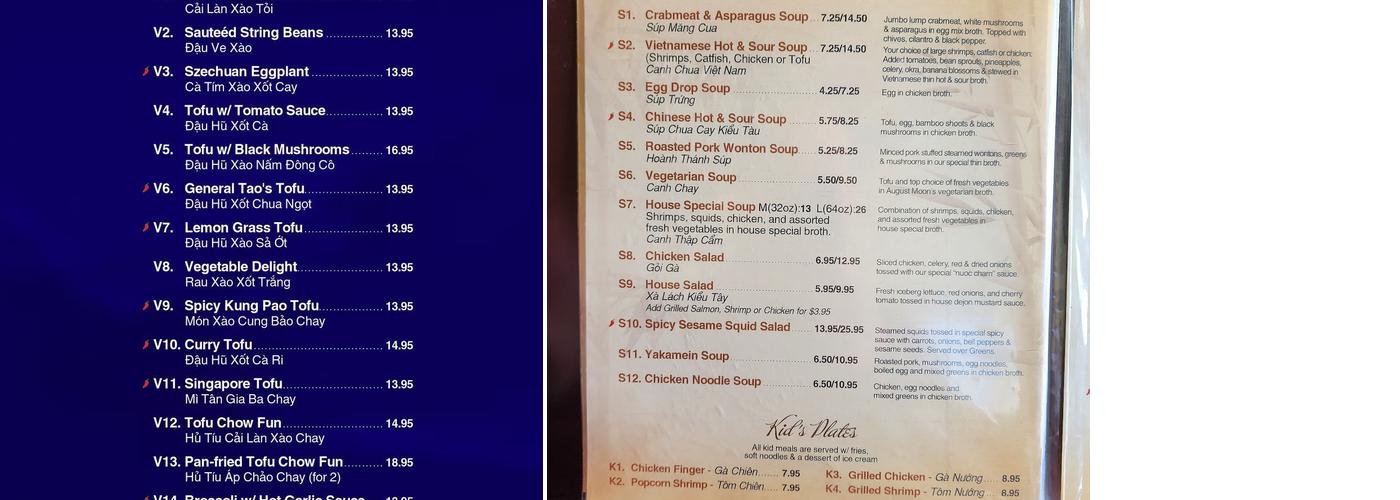 Cải Làn Xào Tỏi
V2. Sauteéd String Beans 13.95
Đậu Ve Xào
V3. Szechuan Eggplant 13.95
Cà Tím Xào Xốt Cay
V4. Tofu w/ Tomato Sauce 13.95
Đậu Hũ Xốt Cà
V5. Tofu w/ Black Mushrooms 16.95
Đậu Hũ Xào Nấm Đông Cô
V6. General Tao's Tofu 13.95
Đậu Hũ Xốt Chua Ngọt
V7. Lemon Grass Tofu 13.95
Đậu Hũ Xào Sả Ớt
V8. Vegetable Delight 13.95
Rau Xào Xốt Trắng
V9. Spicy Kung Pao Tofu 13.95
Món Xào Cung Bảo Chay
V10. Curry Tofu 14.95
Đậu Hũ Xốt Cà Ri
V11. Singapore Tofu 13.95
Mì Tân Gia Ba Chay
V12. Tofu Chow Fun 14.95
Hủ Tíu Cải Làn Xào Chay
V13. Pan-fried Tofu Chow Fun 18.95
Hủ Tíu Áp Chảo Chay (for 2)
V14. Broccoli w/ Hot Garlic Sauce
S1. Crabmeat & Asparagus Soup 7.25/14.50
Súp Măng Cua
Jumbo lump crabmeat, white mushrooms
& asparagus in egg mix broth. Topped with
chives, cilantro & black pepper.
S2. Vietnamese Hot & Sour Soup 7.25/14.50
(Shrimps, Catfish, Chicken or Tofu
Canh Chua Việt Nam
Your choice of large shrimps, catfish or chicken.
Added tomatoes, bean sprouts, pineapples,
celery, okra, banana blossoms & stewed in
Vietnamese thin hot & sour broth.
S3. Egg Drop Soup 4.25/7.25
Súp Trứng
Egg in chicken broth.
S4. Chinese Hot & Sour Soup 5.75/8.25
Súp Chua Cay Kiểu Tàu
Tofu, egg, bamboo shoots & black
mushrooms in chicken broth.
S5. Roasted Pork Wonton Soup 5.25/8.25
Hoành Thánh Súp
Minced pork stuffed steamed wontons, greens
& mushrooms in our special thin broth.
S6. Vegetarian Soup 5.50/9.50
Canh Chay
Tofu and top choice of fresh vegetables
in August Moon's vegetarian broth.
S7. House Special Soup M(32oz):13 L(64oz):26
Shrimps, squids, chicken, and assorted
fresh vegetables in house special broth.
Canh Thập Cẩm
Combination of shrimps, squids, chicken,
and assorted fresh vegetables in
house special broth.
S8. Chicken Salad 6.95/12.95
Gỏi Gà
Sliced chicken, celery, red & dried onions
tossed with our special "nuoc cham" sauce.
S9. House Salad 5.95/9.95
Xà Lách Kiểu Tây
Add Grilled Salmon, Shrimp or Chicken for $3.95
Fresh iceberg lettuce, red onions, and cherry
tomato tossed in house dejon mustard sauce.
S10. Spicy Sesame Squid Salad 13.95/25.95
Steamed squids tossed in special spicy
sauce with carrots, onions, bell peppers &
sesame seeds. Served over Greens.
S11. Yakamein Soup 6.50/10.95
Roasted pork, mushrooms, egg noodles,
boiled egg and mixed greens in chicken broth.
S12. Chicken Noodle Soup 6.50/10.95
Chicken, egg noodles and
mixed greens in chicken broth.
Kid's Plates
All kid meals are served w/ fries,
soft noodles & a dessert of ice cream
K1. Chicken Finger - Gà Chiên 7.95
K2. Popcorn Shrimp - Tôm Chiên 7.95
K3. Grilled Chicken - Gà Nướng 8.95
K4. Grilled Shrimp - Tôm Nướng 8.95